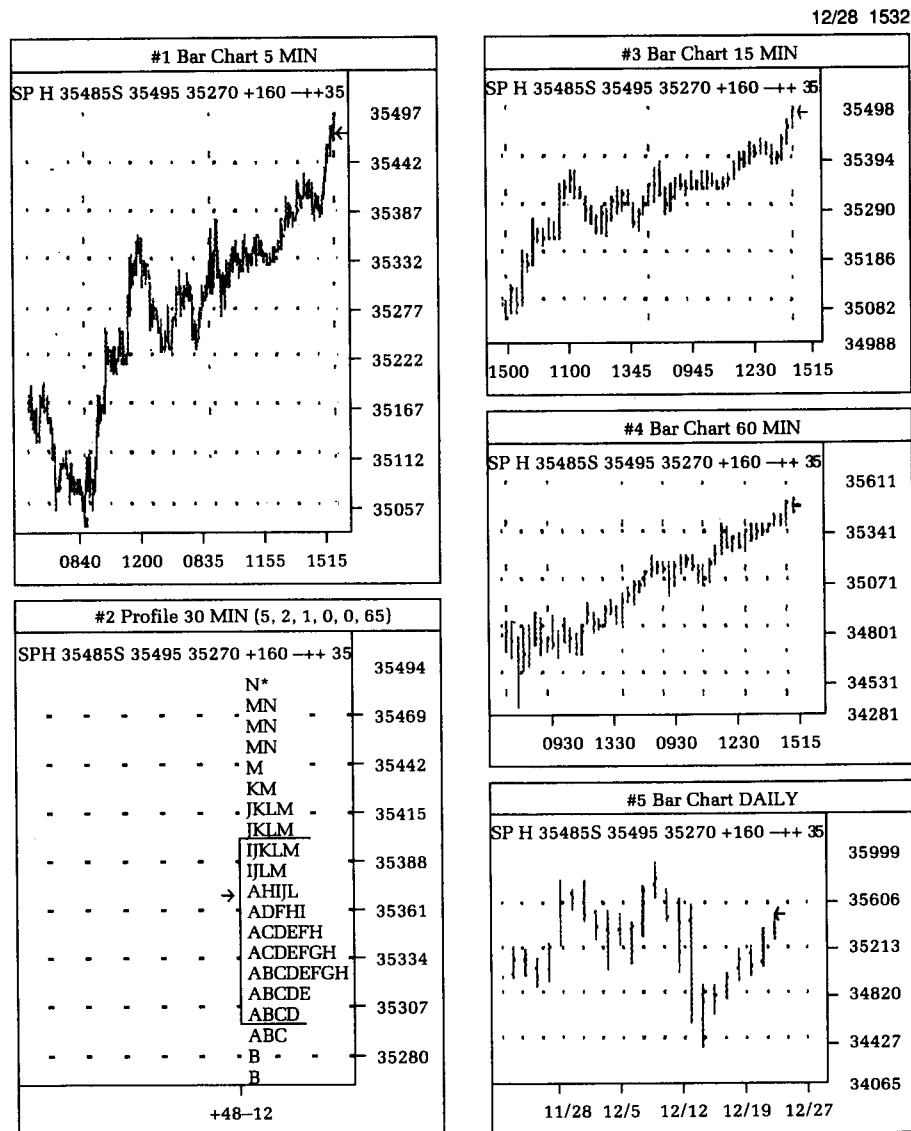 12/28 1532
#1 Bar Chart 5 MIN
SP H 35485S 35495 35270 +160 —++35
35497
35442
35387
35332
35277
35222
35167
35112
35057
0840 1200 0835 1155 1515
#2 Profile 30 MIN (5, 2, 1, 0, 0, 65)
SPH 35485S 35495 35270 +160 —++ 35
35494
N*
MN
35469
MN
MN
M
35442
KM
JKLM
35415
JKLM
IJKLM
35388
IJLM
AHIJL
ADFHI
35361
ACDEFH
ACDEFGH
35334
ABCDEFGH
ABCDE
35307
ABCD
ABC
B
35280
B
+48—12
#3 Bar Chart 15 MIN
SP H 35485S 35495 35270 +160 —++ 35
35498
35394
35290
35186
35082
34988
1500 1100 1345 0945 1230 1515
#4 Bar Chart 60 MIN
SP H 35485S 35495 35270 +160 —++ 35
35611
35341
35071
34801
34531
34281
0930 1330 0930 1230 1515
#5 Bar Chart DAILY
SP H 35485S 35495 35270 +160 —++ 35
35999
35606
35213
34820
34427
34065
11/28 12/5 12/12 12/19 12/27